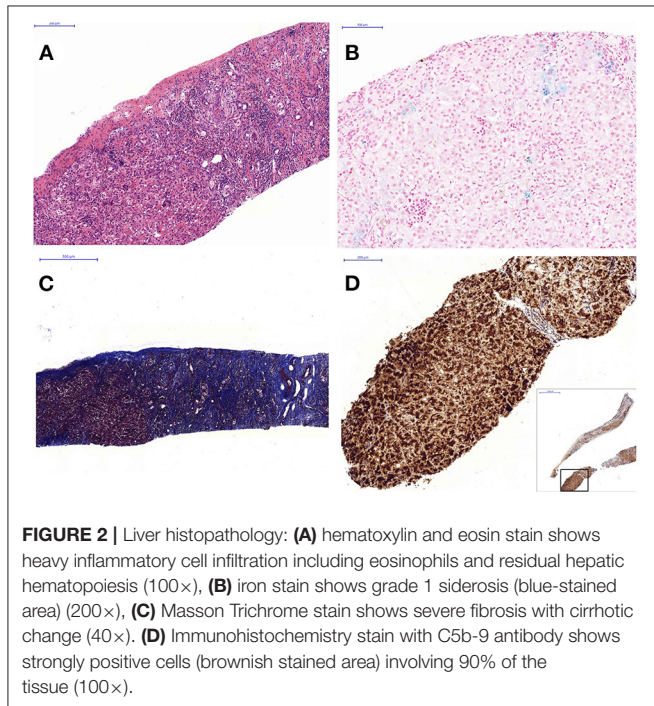 A
B
C
D
FIGURE 2 | Liver histopathology: (A) hematoxylin and eosin stain shows
heavy inflammatory cell infiltration including eosinophils and residual hepatic
hematopoiesis (100×), (B) iron stain shows grade 1 siderosis (blue-stained
area) (200×), (C) Masson Trichrome stain shows severe fibrosis with cirrhotic
change (40×). (D) Immunohistochemistry stain with C5b-9 antibody shows
strongly positive cells (brownish stained area) involving 90% of the
tissue (100×).